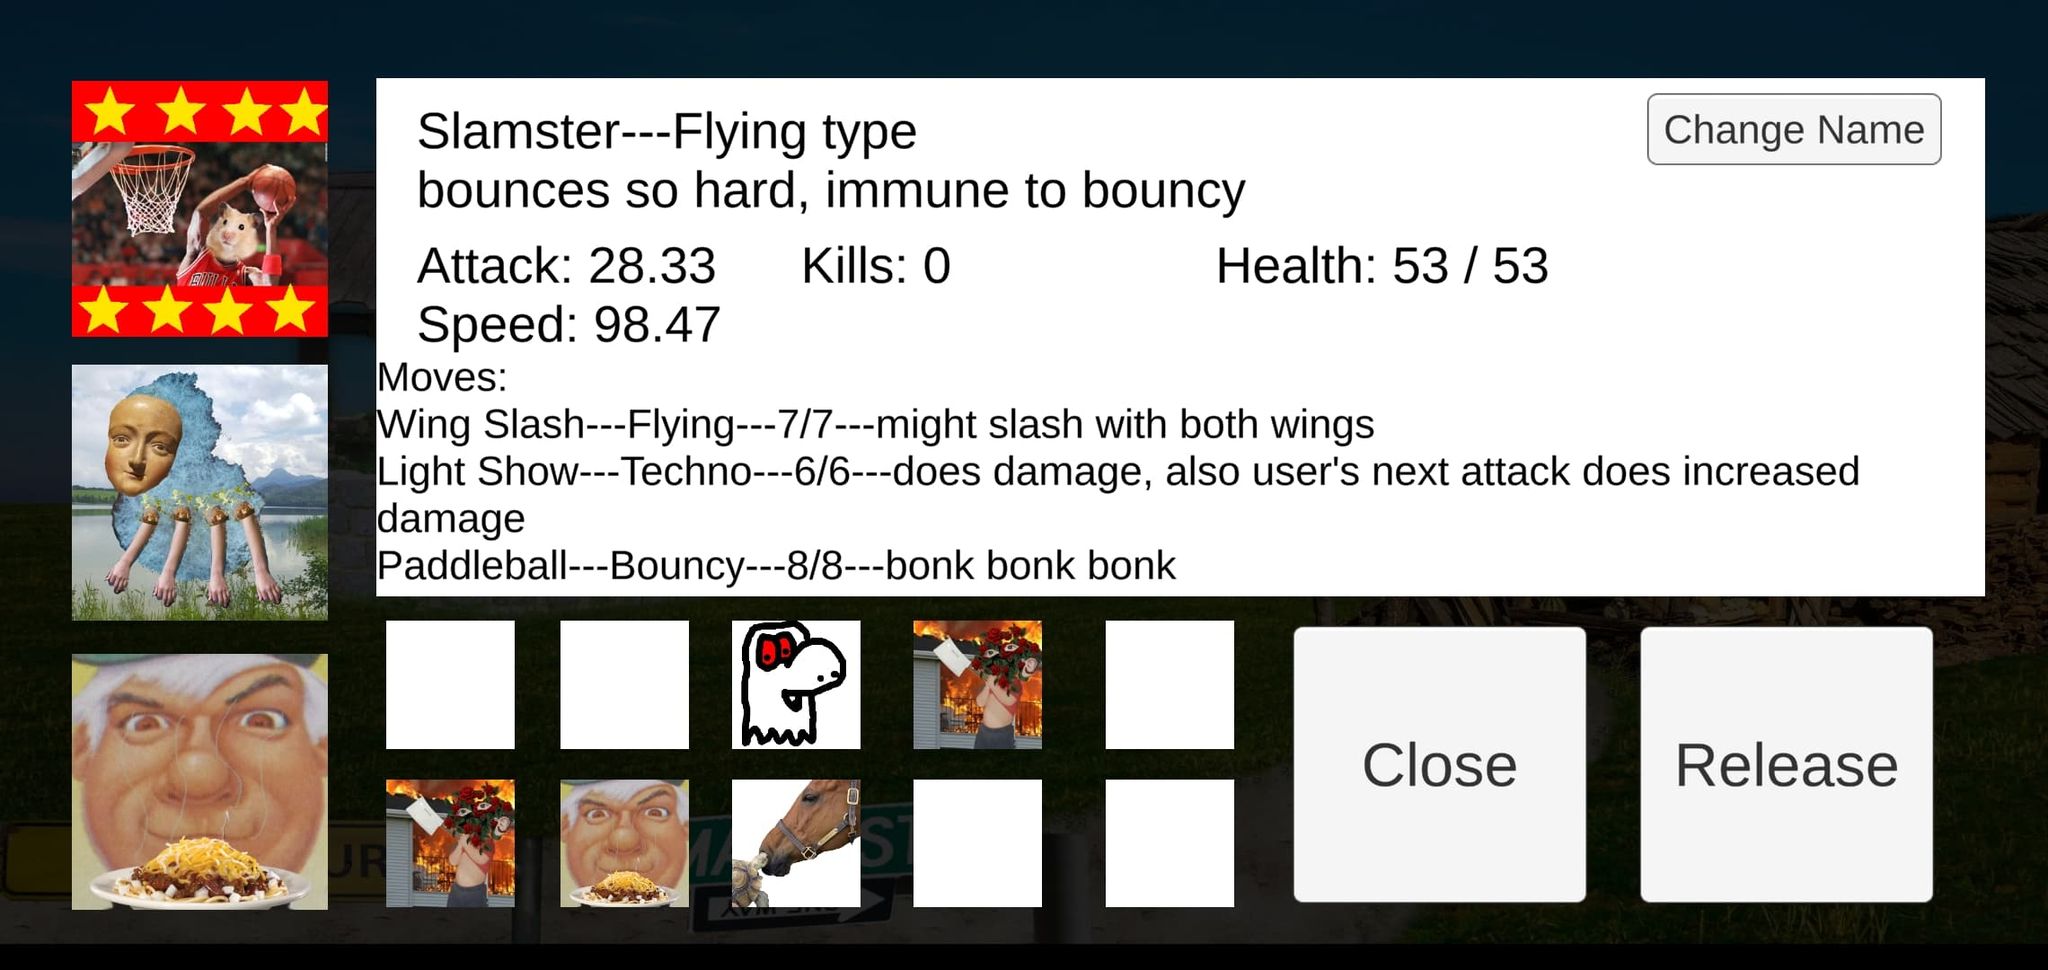 Slamster---Flying type
Change Name
bounces so hard, immune to bouncy
Attack: 28.33 Kills: 0 Health: 53 / 53
Speed: 98.47
Moves:
Wing Slash---Flying---7/7---might slash with both wings
Light Show---Techno---6/6---does damage, also user's next attack does increased
damage
Paddleball---Bouncy---8/8---bonk bonk bonk
Close
Release